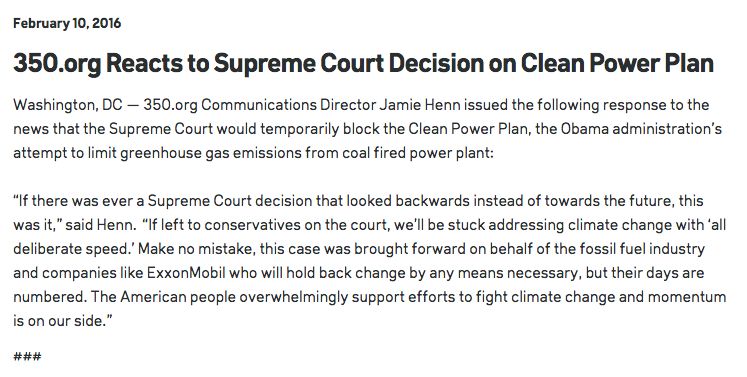 February 10, 2016
350.org Reacts to Supreme Court Decision on Clean Power Plan
Washington, DC — 350.org Communications Director Jamie Henn issued the following response to the
news that the Supreme Court would temporarily block the Clean Power Plan, the Obama administration’s
attempt to limit greenhouse gas emissions from coal fired power plant:
“If there was ever a Supreme Court decision that looked backwards instead of towards the future, this
was it,” said Henn. “If left to conservatives on the court, we’ll be stuck addressing climate change with ‘all
deliberate speed.’ Make no mistake, this case was brought forward on behalf of the fossil fuel industry
and companies like ExxonMobil who will hold back change by any means necessary, but their days are
numbered. The American people overwhelmingly support efforts to fight climate change and momentum
is on our side.”
###